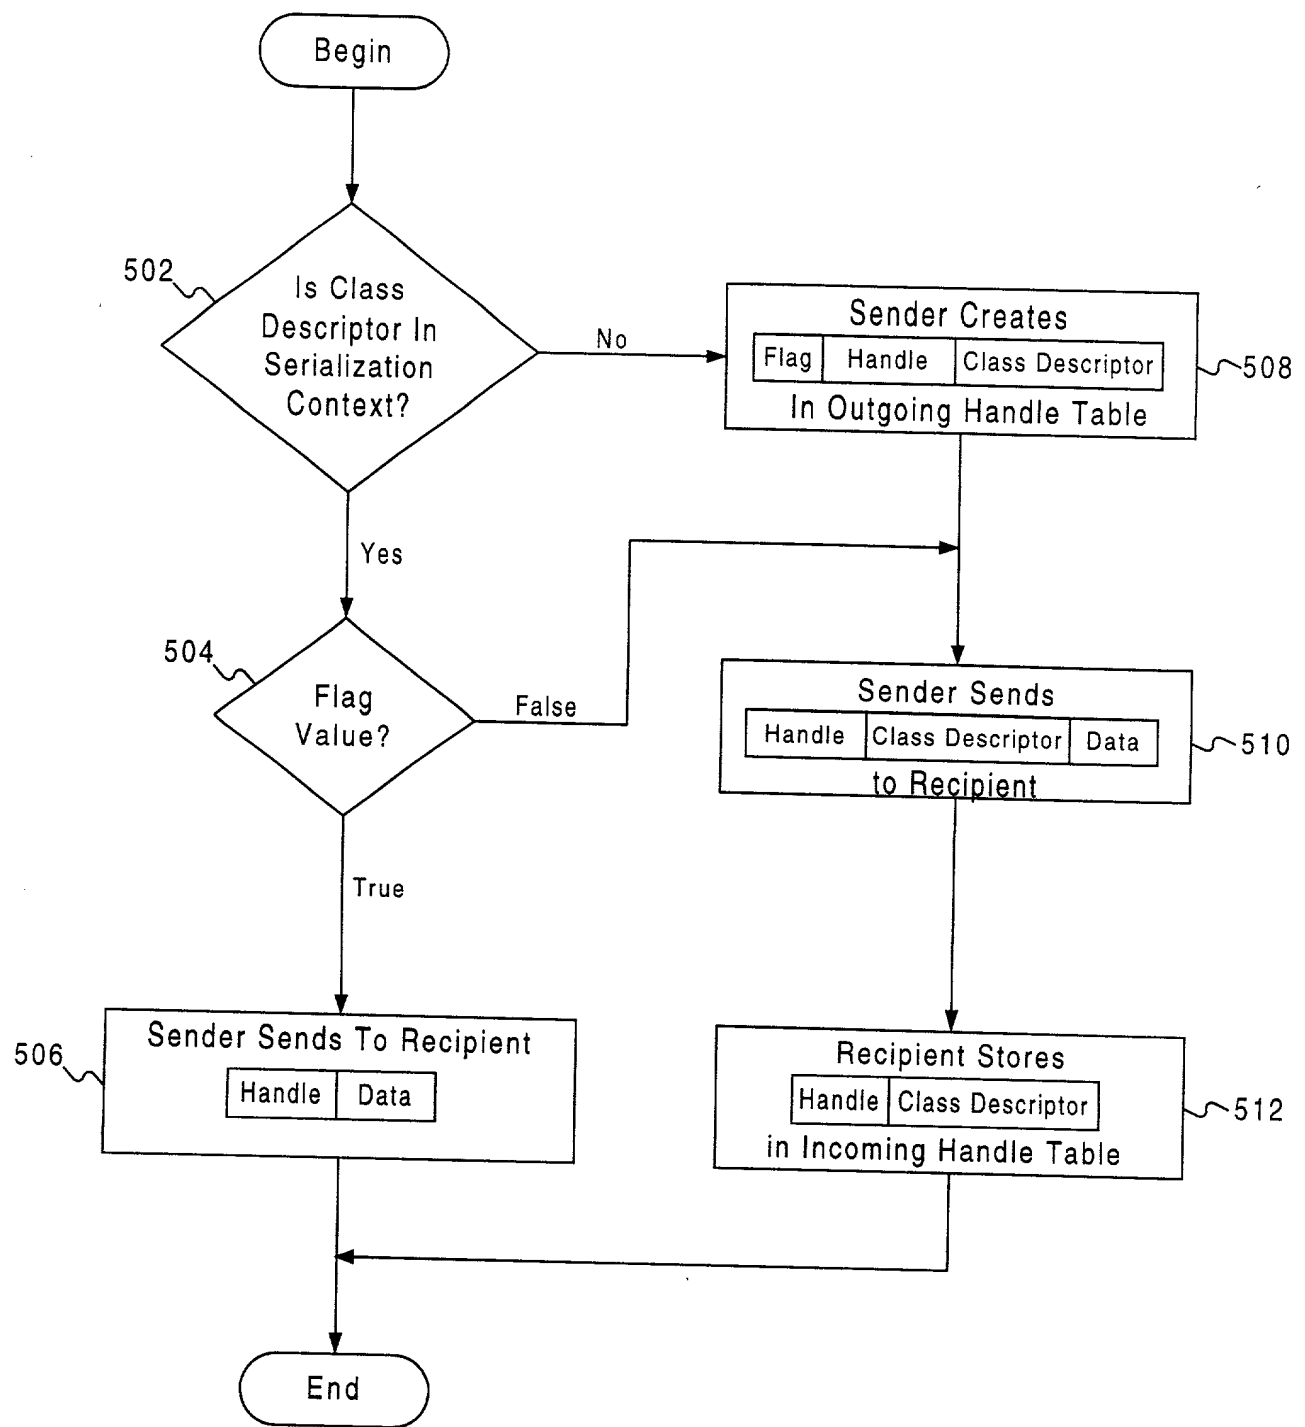 Begin
502
Is Class
Descriptor In
Serialization
Context?
No
Sender Creates
Flag Handle Class Descriptor
In Outgoing Handle Table
508
Yes
504
Flag
Value?
False
Sender Sends
Handle Class Descriptor Data
to Recipient
510
True
506
Sender Sends To Recipient
Handle Data
Recipient Stores
Handle Class Descriptor
in Incoming Handle Table
512
End